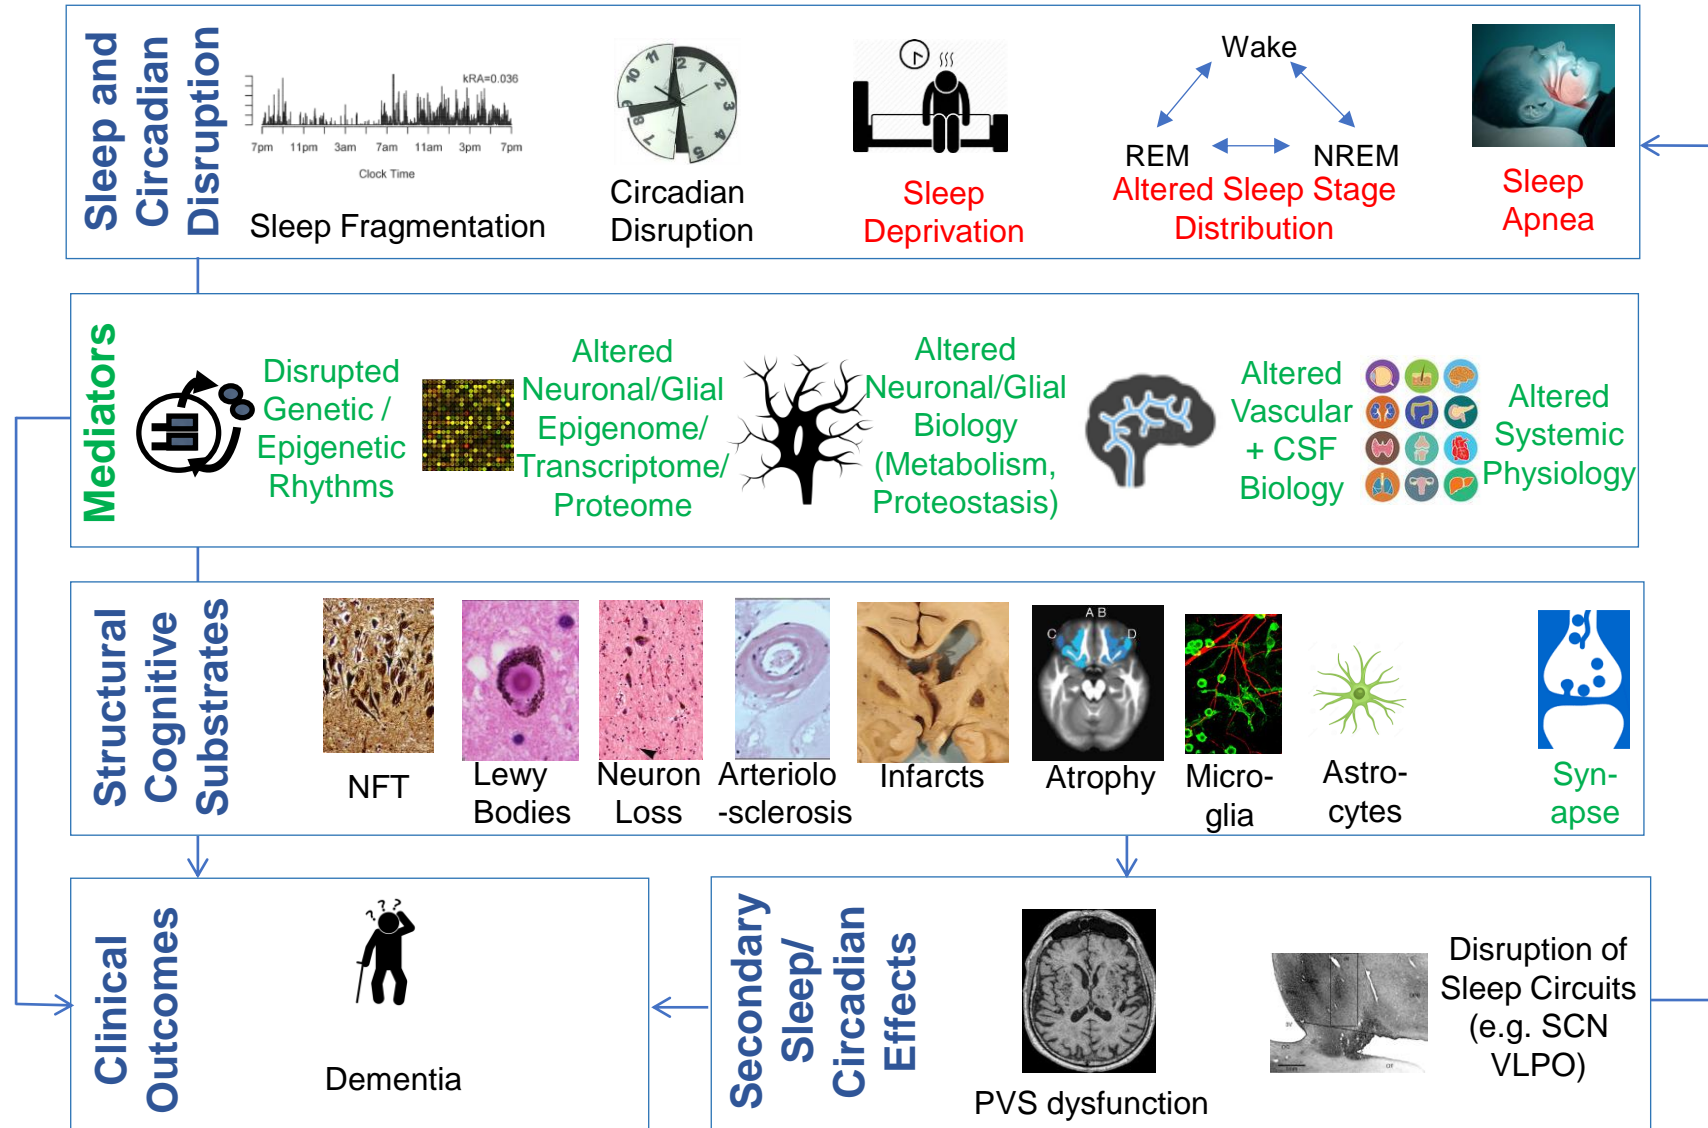 Sleep and
Circadian
Disruption
kRA=0.036
7pm 11pm 3am 7am 11am 3pm 7pm
Clock Time
Sleep Fragmentation
Circadian
Disruption
Sleep
Deprivation
Wake
REM
NREM
Altered Sleep Stage
Distribution
Sleep
Apnea
Mediators
Disrupted
Genetic /
Epigenetic
Rhythms
Altered
Neuronal/Glial
Epigenome/
Transcriptome/
Proteome
Altered
Neuronal/Glial
Biology
(Metabolism,
Proteostasis)
Altered
Vascular
+ CSF
Biology
Altered
Systemic
Physiology
Structural
Cognitive
Substrates
NFT
Lewy
Bodies
Neuron
Loss
Arteriolo
-sclerosis
Infarcts
A B
C D
Atrophy
Micro-
glia
Astro-
cytes
Syn-
apse
Clinical
Outcomes
? ? ?
Dementia
Secondary
Sleep/
Circadian
Effects
PVS dysfunction
Disruption of
Sleep Circuits
(e.g. SCN
VLPO)